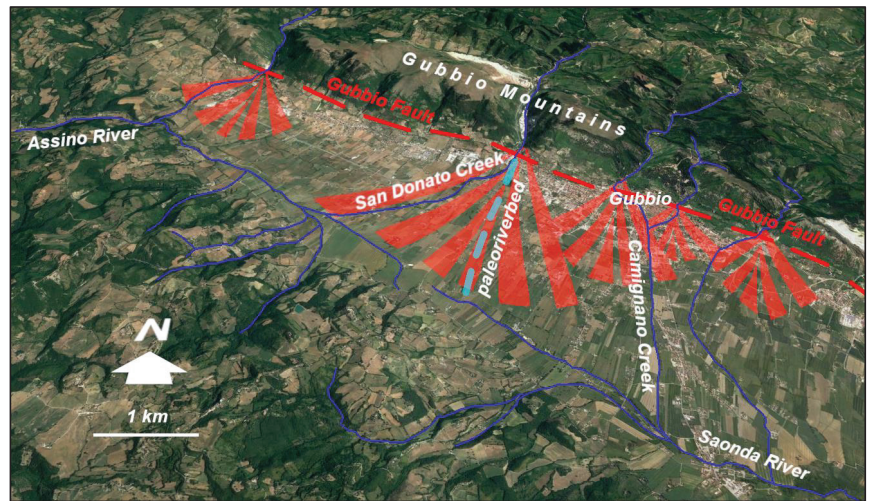 Gubbio Mountains
Gubbio Fault
Assino River
San Donato Creek
Gubbio
Gubbio Fault
paleoriverbed
Camignano Creek
N
1 km
Saonda River